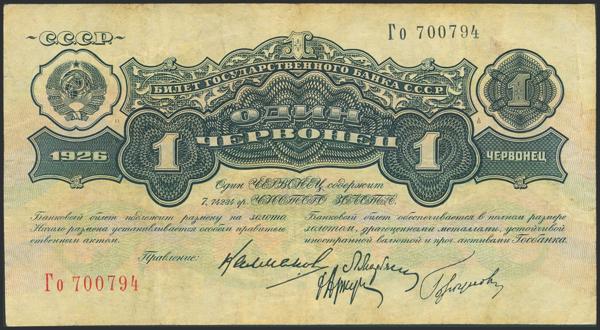 СССР
Го 700794
БИЛЕТ ГОСУДАРСТВЕННОГО БАНКА С.С.С.Р.
1
ОДИН
ЧЕРВОНЕЦ
1 1
1926
ЧЕРВОНЕЦ
Один ЧЕРВОНЕЦ содержит
7,74234 гр. ЧИСТОГО ЗОЛОТА.
Банковый билет подлежит размену на золото.
Начало размена устанавливается особым правитель-
ственным актом.
Банковый билет обеспечивается в полном размере
золотом, драгоценными металлами, устойчивой
иностранной валютой и проч. активами Госбанка.
Правление:
Го 700794